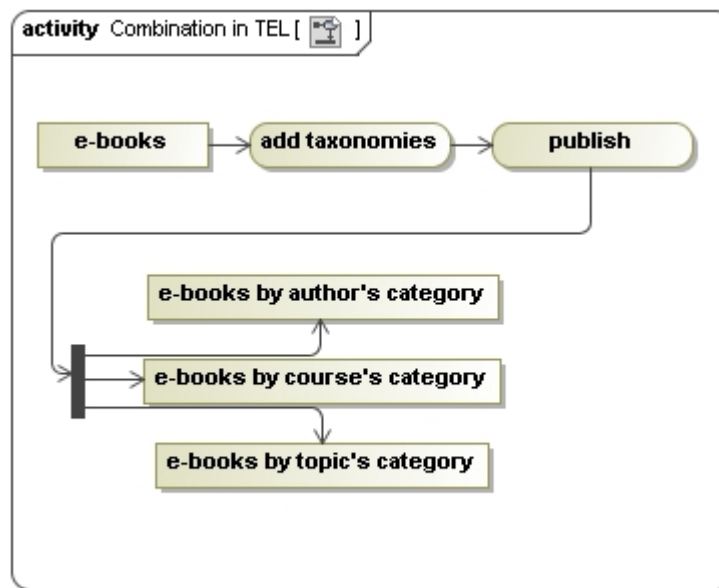 activity Combination in TEL [ ]
e-books
add taxonomies
publish
e-books by author's category
e-books by course's category
e-books by topic's category